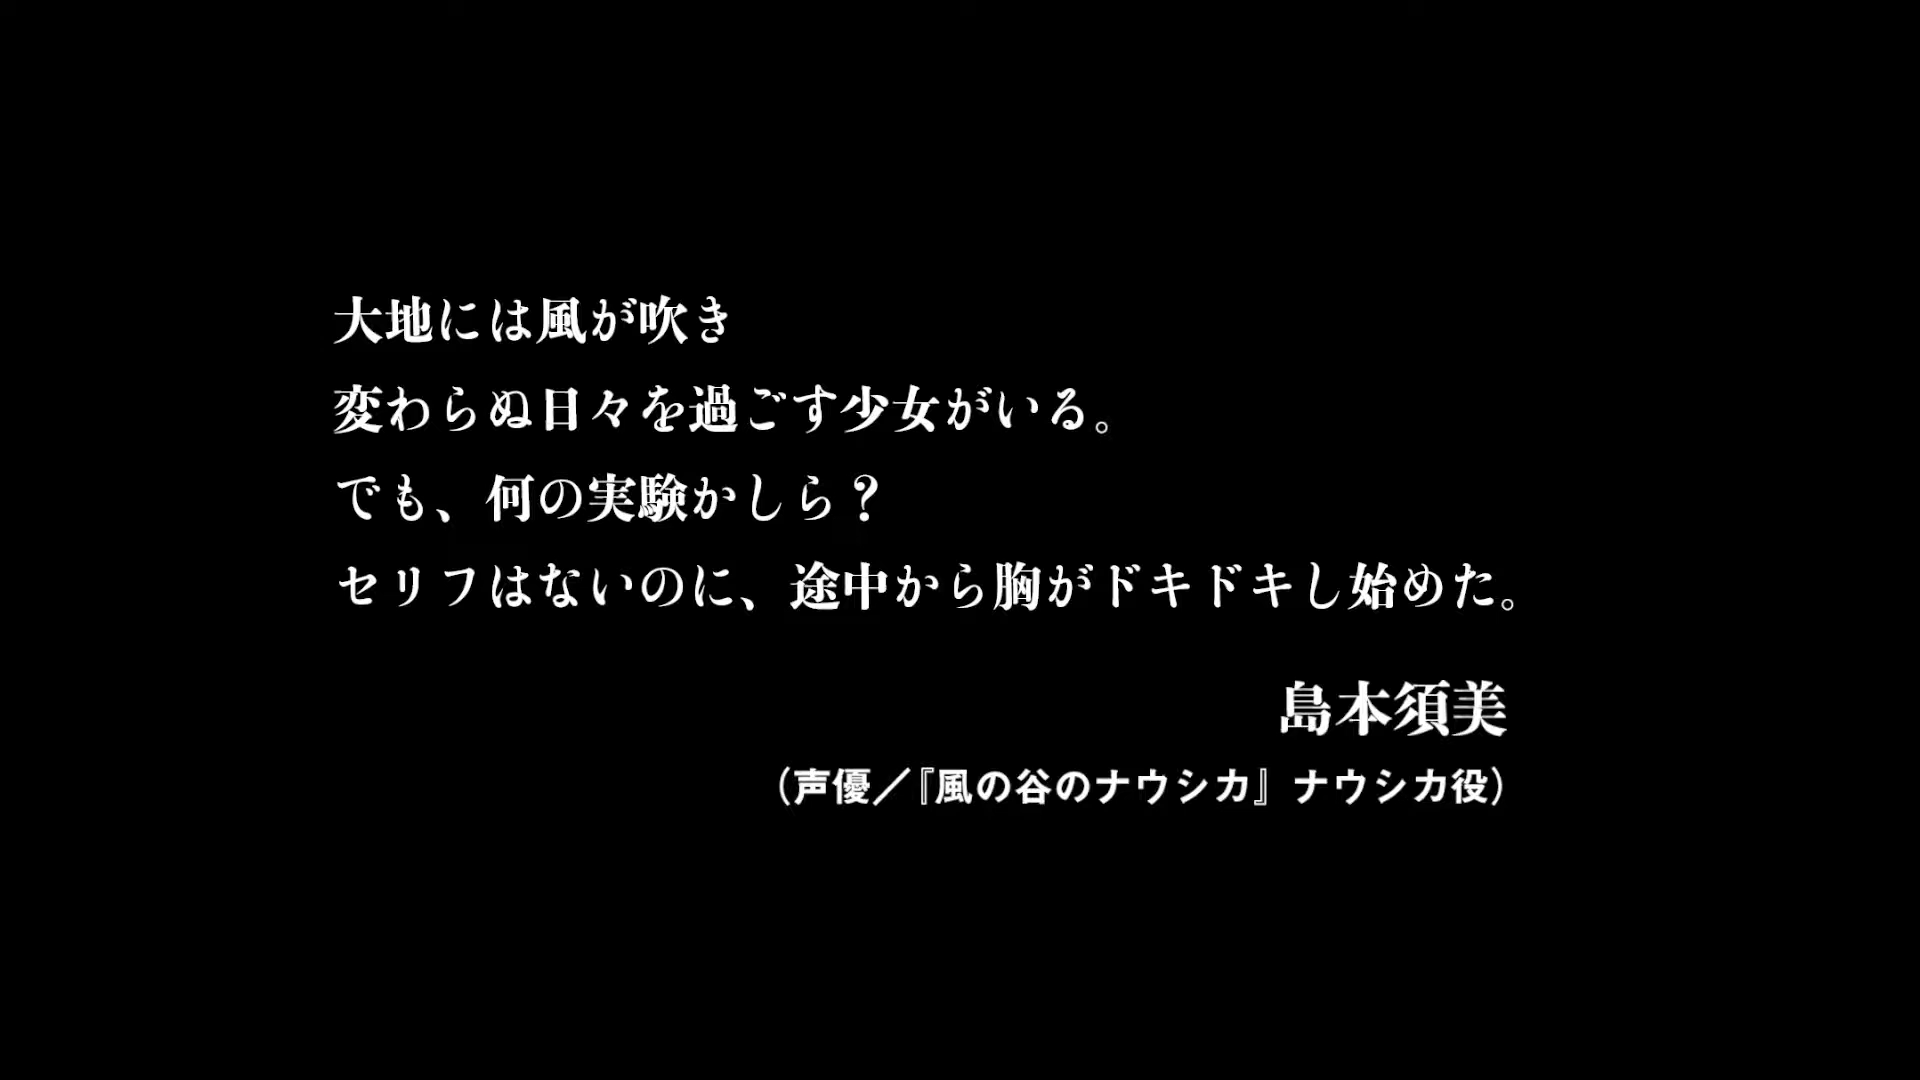 大地には風が吹き
変わらぬ日々を過ごす少女がいる。
でも、何の実験かしら？
セリフはないのに、途中から胸がドキドキし始めた。
島本須美
（声優／『風の谷のナウシカ』ナウシカ役）